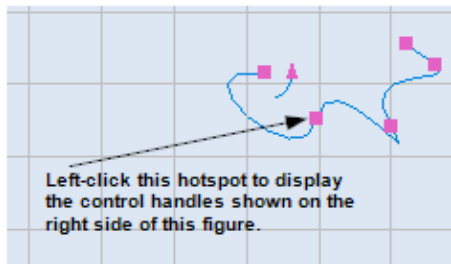 Left-click this hotspot to display
the control handles shown on the
right side of this figure.